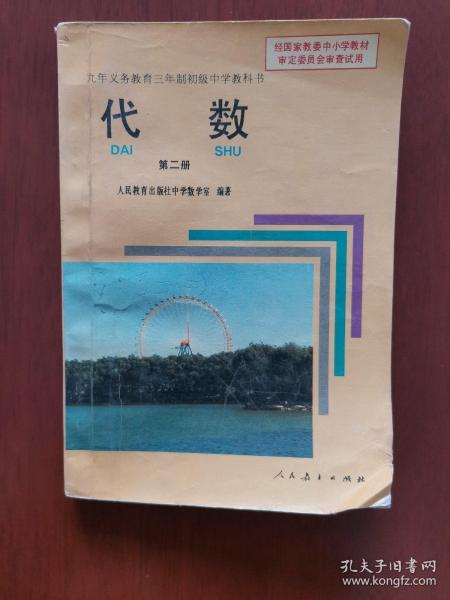 经国家教委中小学教材
审定委员会审查试用
九年义务教育三年制初级中学教科书
代 数
DAI SHU
第二册
人民教育出版社中学数学室 编著
人民教育出版社
孔夫子旧书网
www.kongfz.com